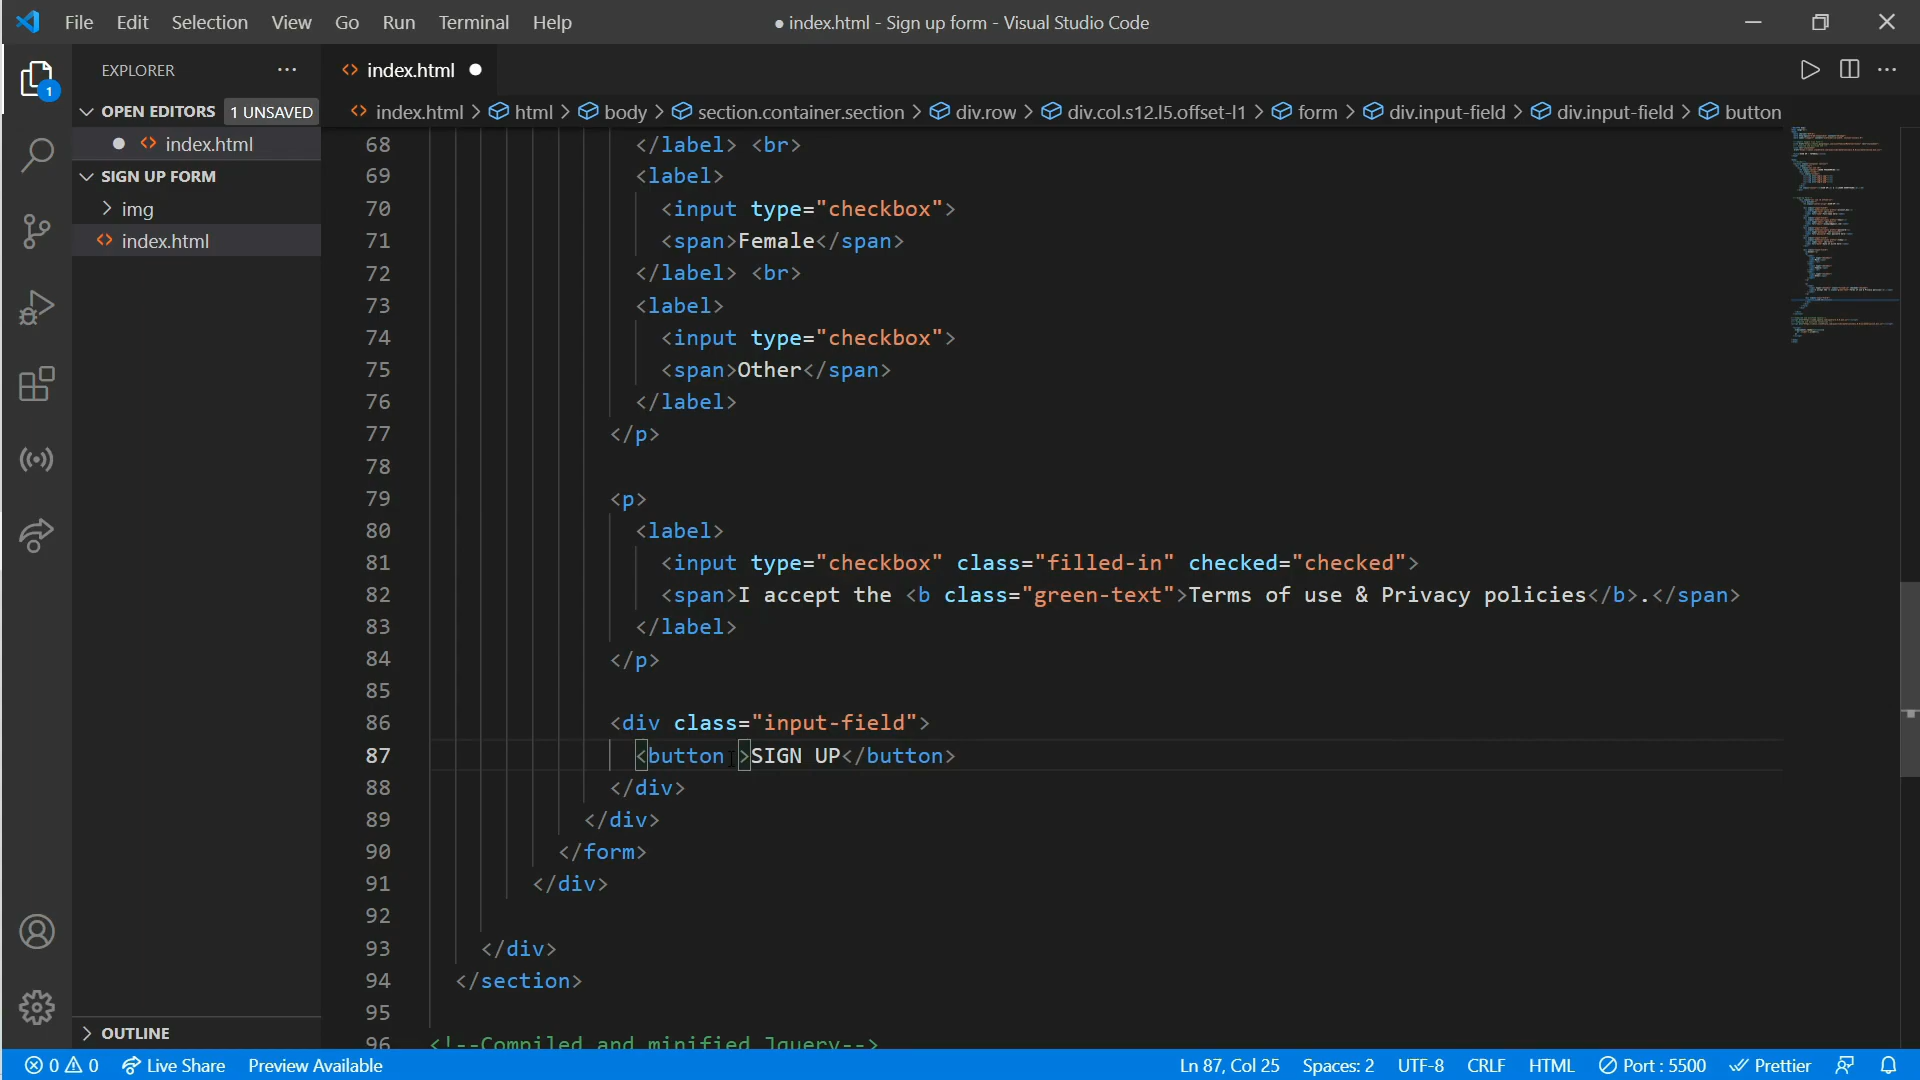 File Edit Selection View Go Run Terminal Help
● index.html - Sign up form - Visual Studio Code
EXPLORER
1
OPEN EDITORS 1 UNSAVED
index.html
SIGN UP FORM
img
index.html
OUTLINE
index.html
index.html > html > body > section.container.section > div.row > div.col.s12.l5.offset-l1 > form > div.input-field > div.input-field > button
68 </label> <br>
69 <label>
70 <input type="checkbox">
71 <span>Female</span>
72 </label> <br>
73 <label>
74 <input type="checkbox">
75 <span>Other</span>
76 </label>
77 </p>
78
79 <p>
80 <label>
81 <input type="checkbox" class="filled-in" checked="checked">
82 <span>I accept the <b class="green-text">Terms of use & Privacy policies</b>.</span>
83 </label>
84 </p>
85
86 <div class="input-field">
87 <button >SIGN UP</button>
88 </div>
89 </div>
90 </form>
91 </div>
92
93 </div>
94 </section>
95
96 <!--Compiled and minified Jquery-->
0 0 Live Share Preview Available
Ln 87, Col 25 Spaces: 2 UTF-8 CRLF HTML Port : 5500 Prettier